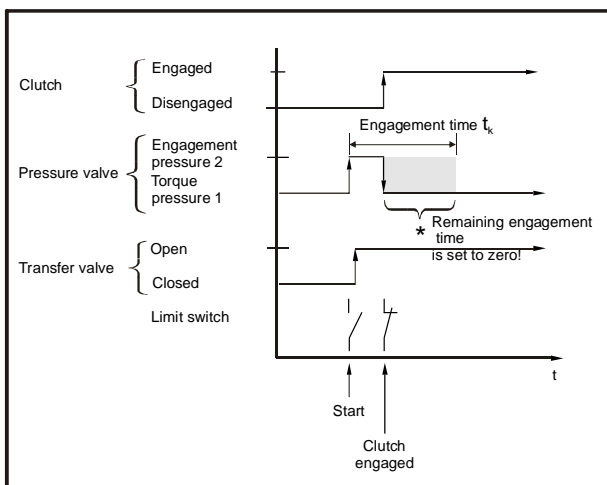 Clutch
Engaged
Disengaged
Engagement time tk
Pressure valve
Engagement
pressure 2
Torque
pressure 1
* Remaining engagement
time
is set to zero!
Transfer valve
Open
Closed
Limit switch
t
Start
Clutch
engaged